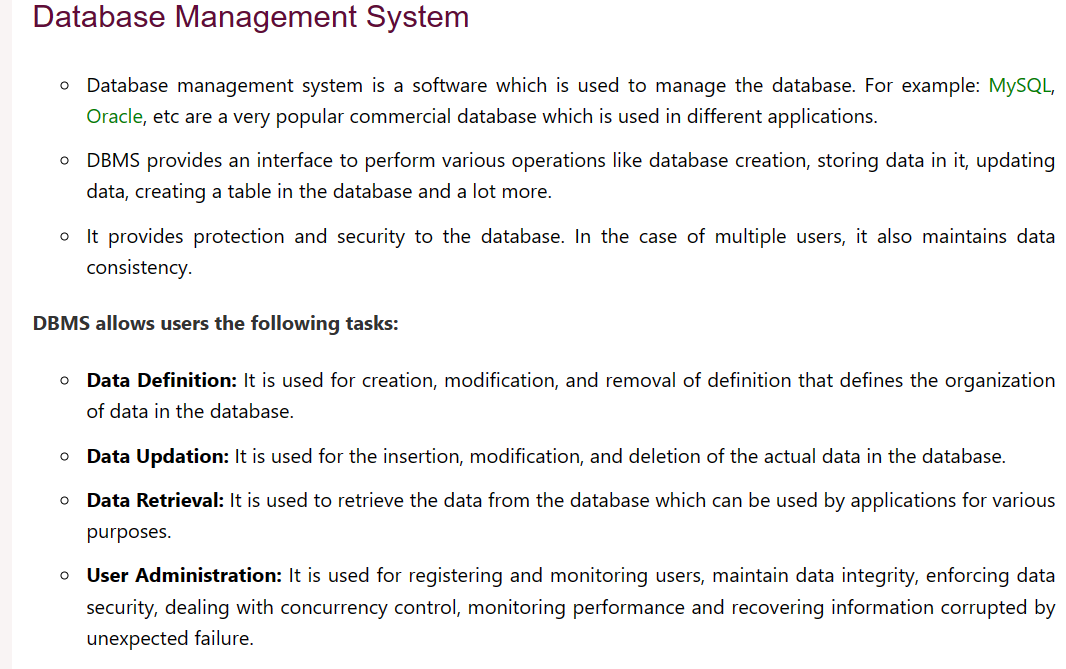 Database Management System
Database management system is a software which is used to manage the database. For example: MySQL,
Oracle, etc are a very popular commercial database which is used in different applications.
DBMS provides an interface to perform various operations like database creation, storing data in it, updating
data, creating a table in the database and a lot more.
It provides protection and security to the database. In the case of multiple users, it also maintains data
consistency.
DBMS allows users the following tasks:
Data Definition: It is used for creation, modification, and removal of definition that defines the organization
of data in the database.
Data Updation: It is used for the insertion, modification, and deletion of the actual data in the database.
Data Retrieval: It is used to retrieve the data from the database which can be used by applications for various
purposes.
User Administration: It is used for registering and monitoring users, maintain data integrity, enforcing data
security, dealing with concurrency control, monitoring performance and recovering information corrupted by
unexpected failure.